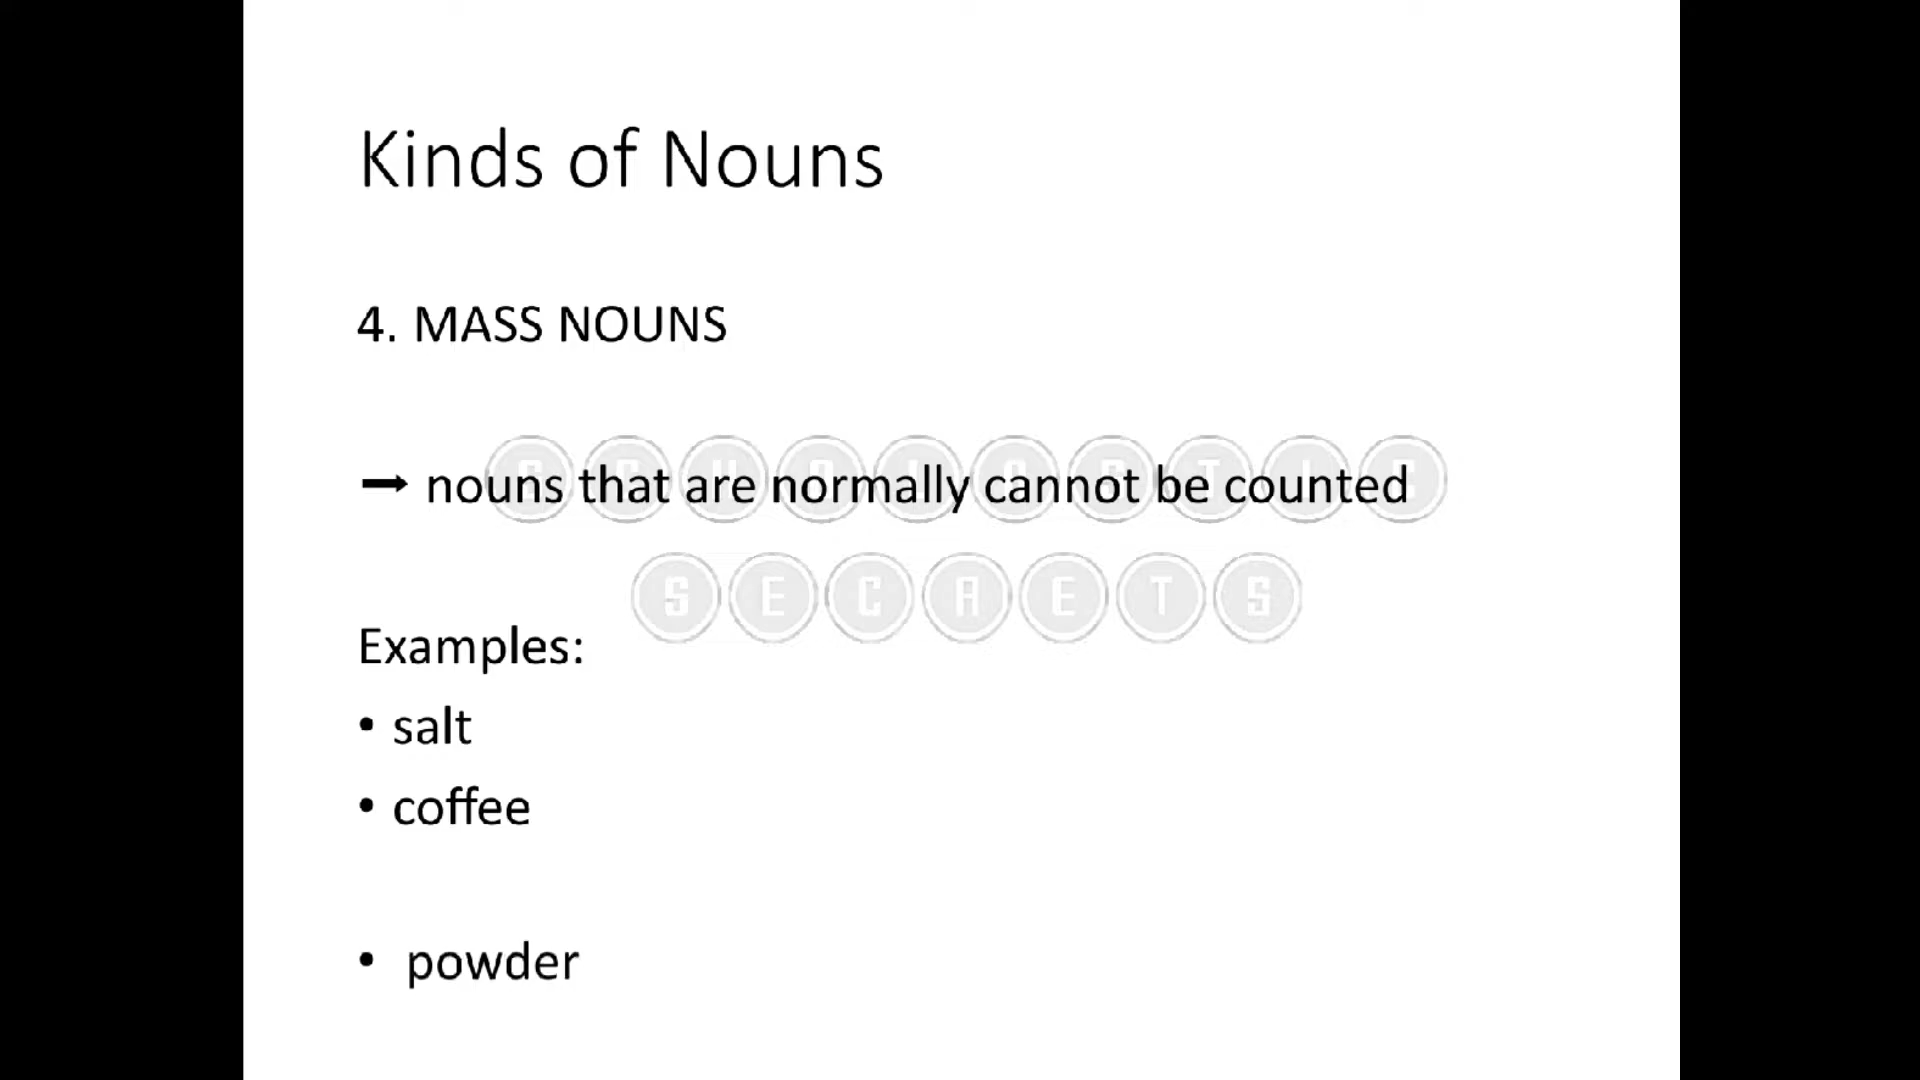 Kinds of Nouns
4. MASS NOUNS
➞ nouns that are normally cannot be counted
SECRETS
Examples:
• salt
• coffee
• powder